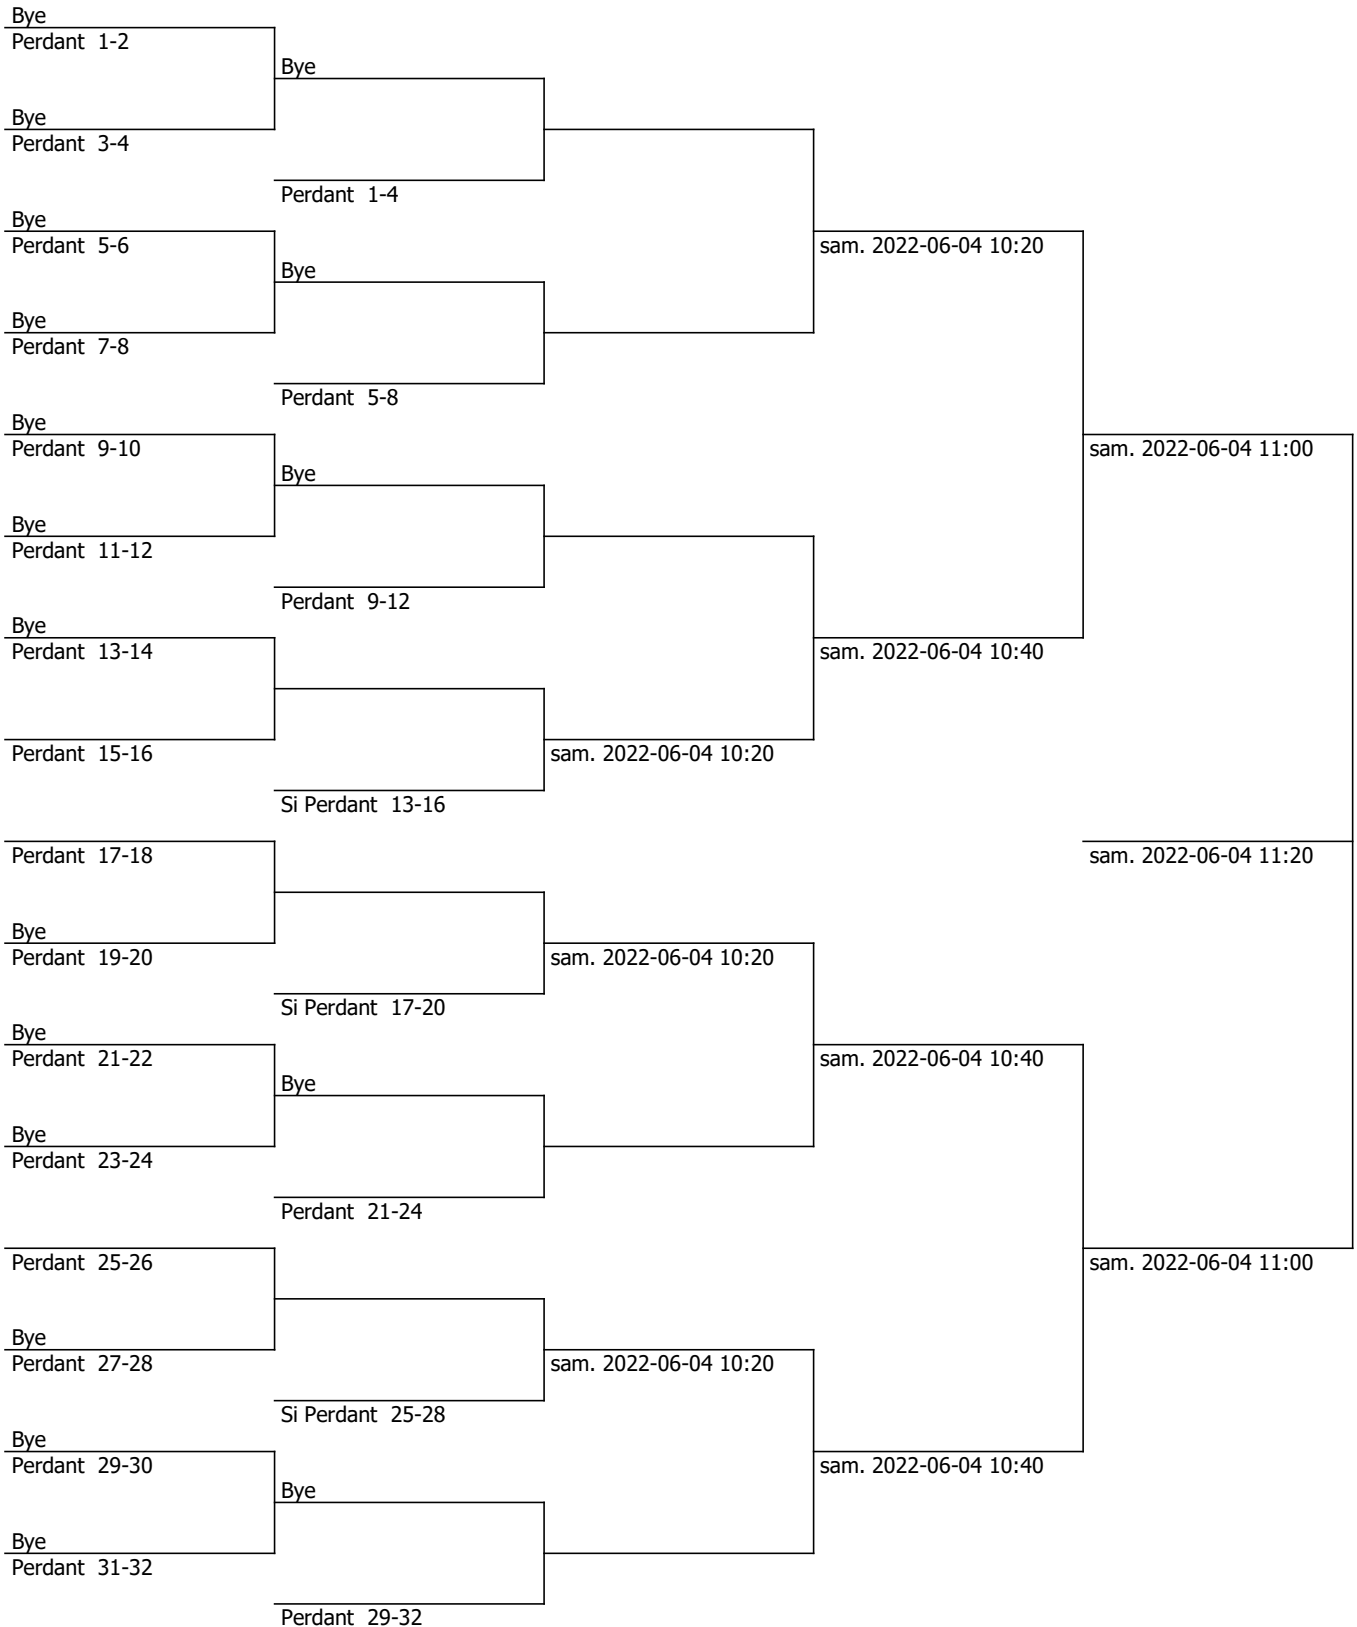 Bye
Perdant 1-2
Bye
Bye
Perdant 3-4
Perdant 1-4
Bye
Perdant 5-6
sam. 2022-06-04 10:20
Bye
Bye
Perdant 7-8
Perdant 5-8
Bye
Perdant 9-10
sam. 2022-06-04 11:00
Bye
Bye
Perdant 11-12
Perdant 9-12
Bye
Perdant 13-14
sam. 2022-06-04 10:40
Perdant 15-16
sam. 2022-06-04 10:20
Si Perdant 13-16
Perdant 17-18
sam. 2022-06-04 11:20
Bye
Perdant 19-20
sam. 2022-06-04 10:20
Si Perdant 17-20
Bye
Perdant 21-22
sam. 2022-06-04 10:40
Bye
Bye
Perdant 23-24
Perdant 21-24
Perdant 25-26
sam. 2022-06-04 11:00
Bye
Perdant 27-28
sam. 2022-06-04 10:20
Si Perdant 25-28
Bye
Perdant 29-30
sam. 2022-06-04 10:40
Bye
Bye
Perdant 31-32
Perdant 29-32